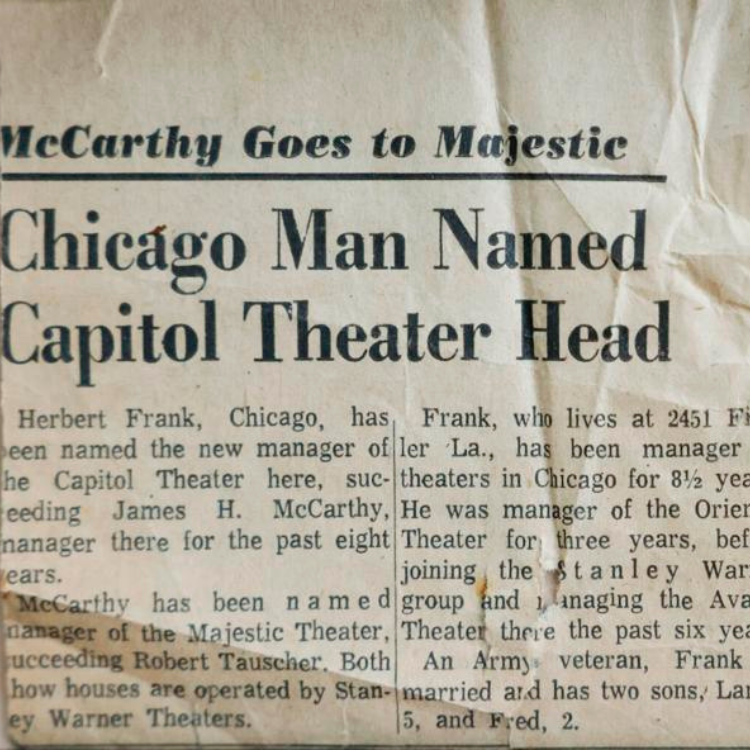 McCarthy Goes to Majestic
Chicago Man Named
Capitol Theater Head
Herbert Frank, Chicago, has
een named the new manager of
he Capitol Theater here, suc-
eeding James H. McCarthy,
manager there for the past eight
ears.
McCarthy has been named
manager of the Majestic Theater,
ucceeding Robert Tauscher. Both
how houses are operated by Stan-
ey Warner Theaters.
Frank, who lives at 2451
ler La., has been manager
theaters in Chicago for 8½ yea
He was manager of the Orien
Theater for three years, bef
joining the Stanley War
group and managing the Ava
Theater there the past six yea
An Army veteran, Frank
married and has two sons, Lar
5, and Fred, 2.